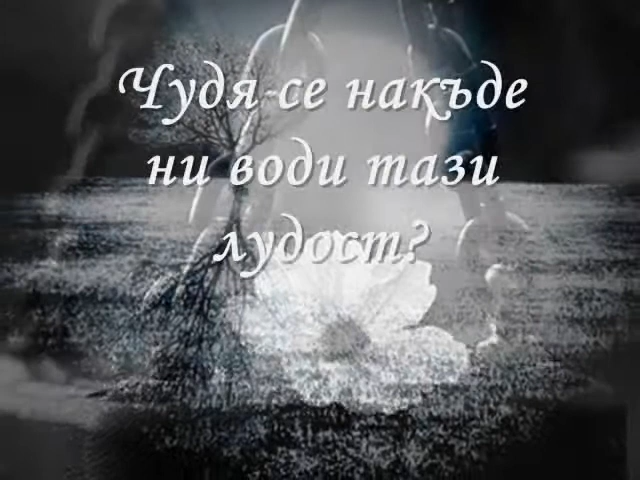 Чудя се накъде
ни води тази
лудост?